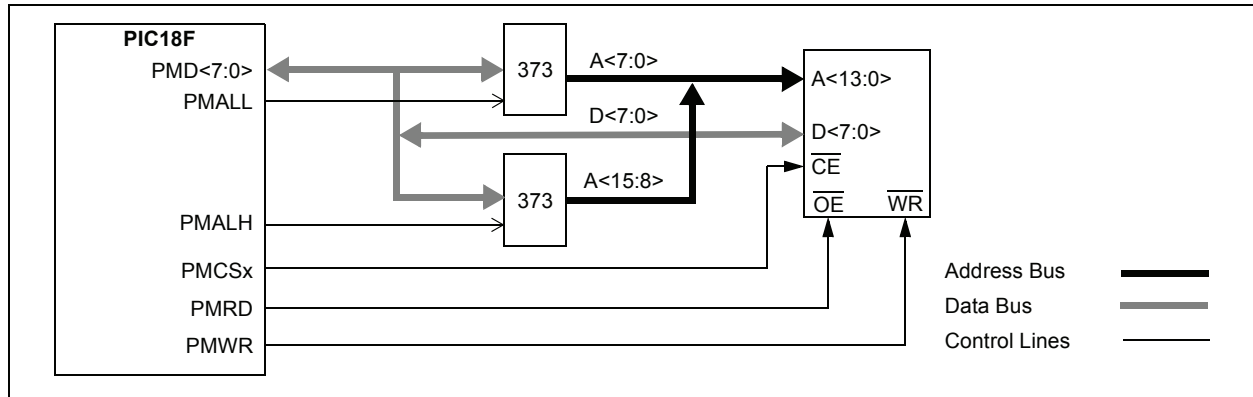 PIC18F
PMD<7:0>
PMALL
PMALH
PMCSx
PMRD
PMWR
373
A<7:0>
D<7:0>
373
A<15:8>
A<13:0>
D<7:0>
CE
OE WR
Address Bus
Data Bus
Control Lines